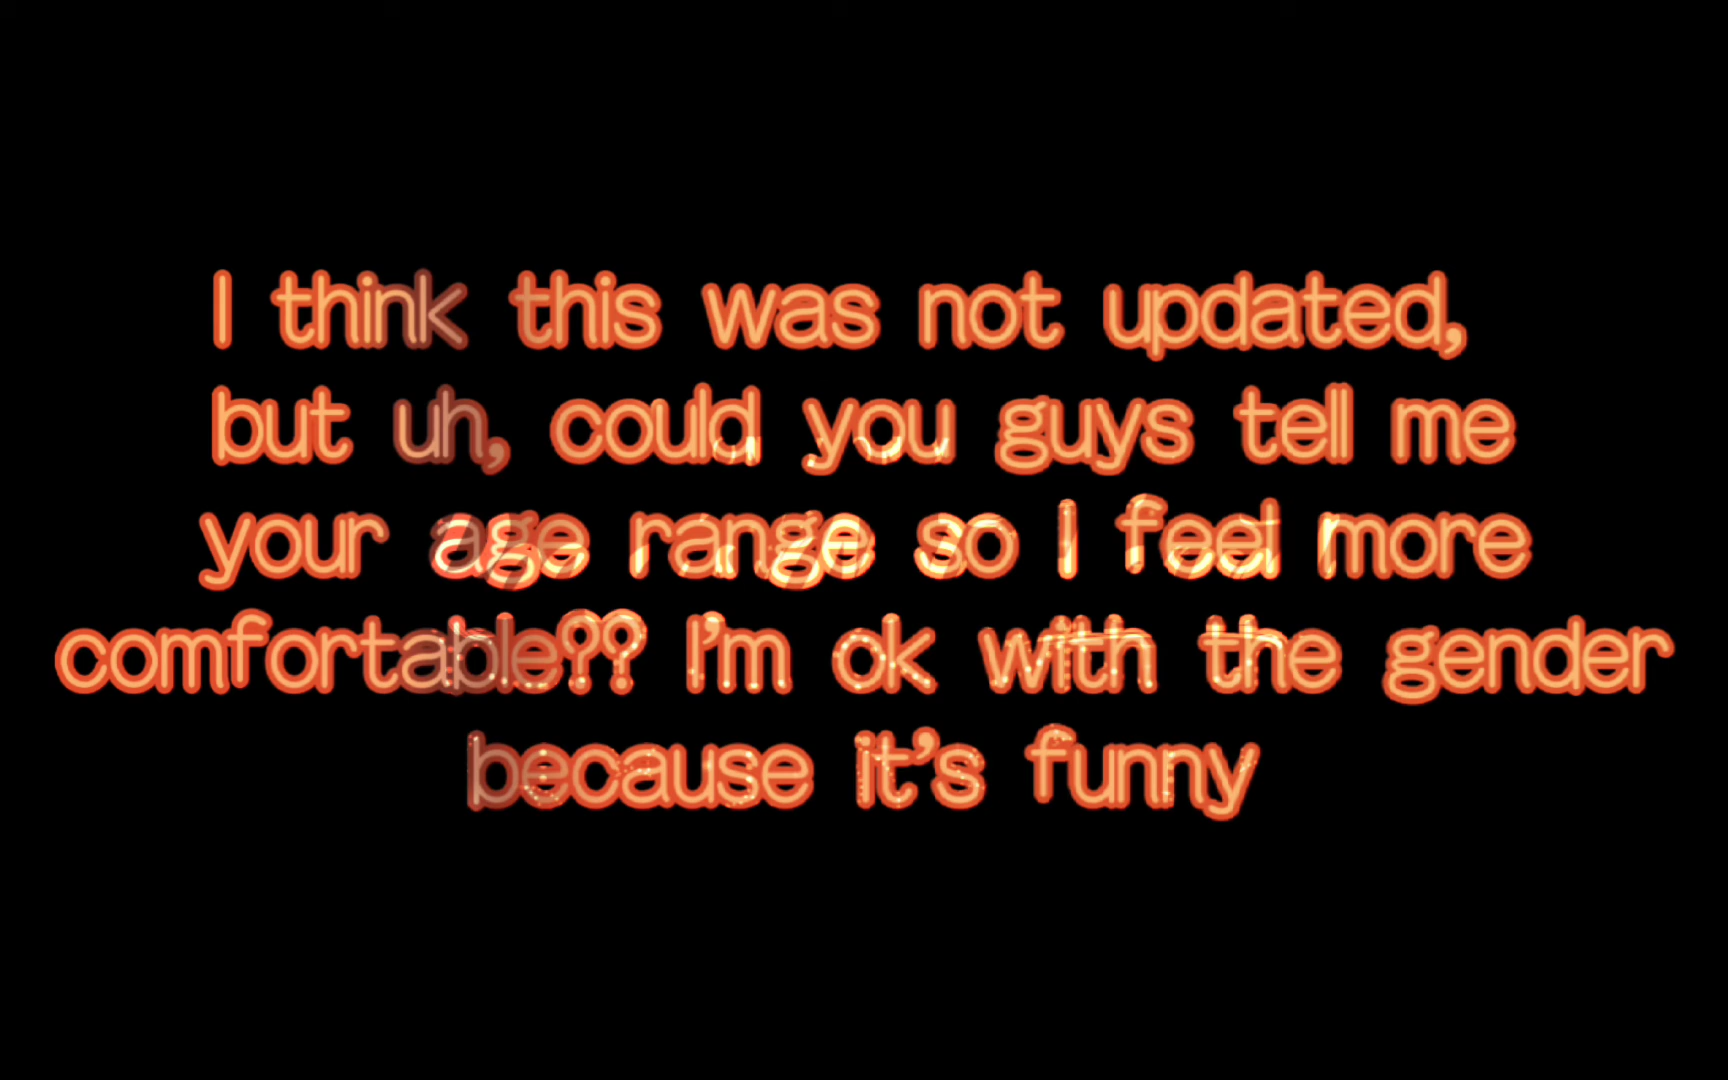 I think this was not updated,
but uh, could you guys tell me
your age range so I feel more
comfortable?? I'm ok with the gender
because it's funny